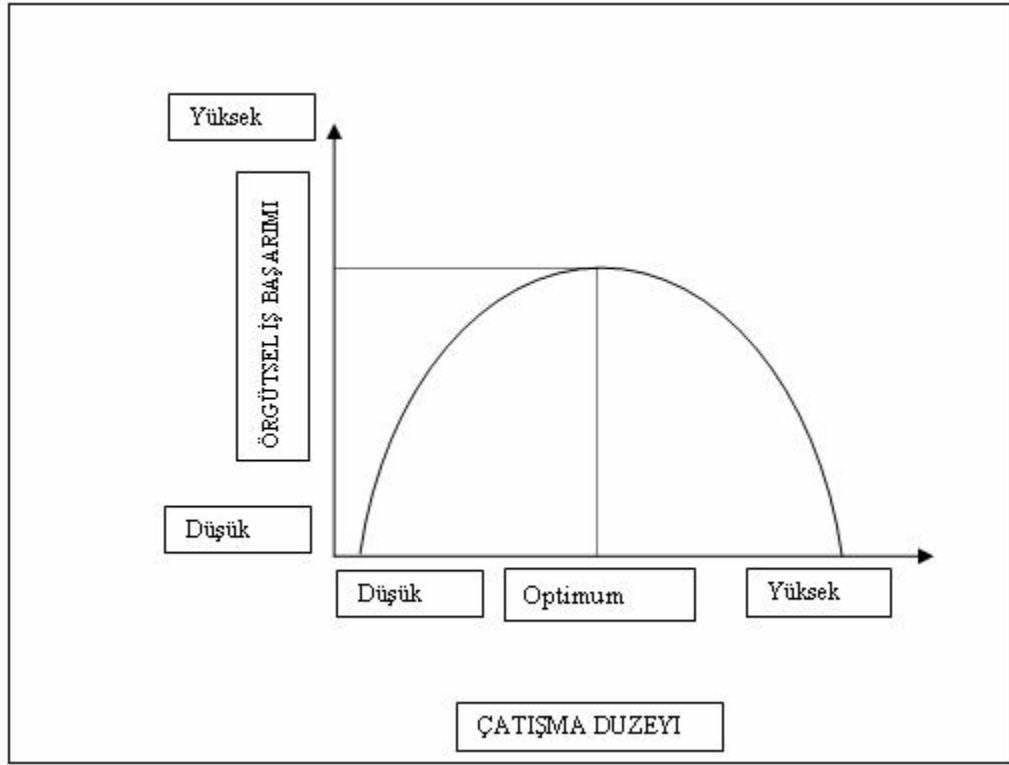 Yüksek
ÖRGÜTSEL İŞ BAŞARIMI
Düşük
Düşük
Optimum
Yüksek
ÇATIŞMA DUZEYI